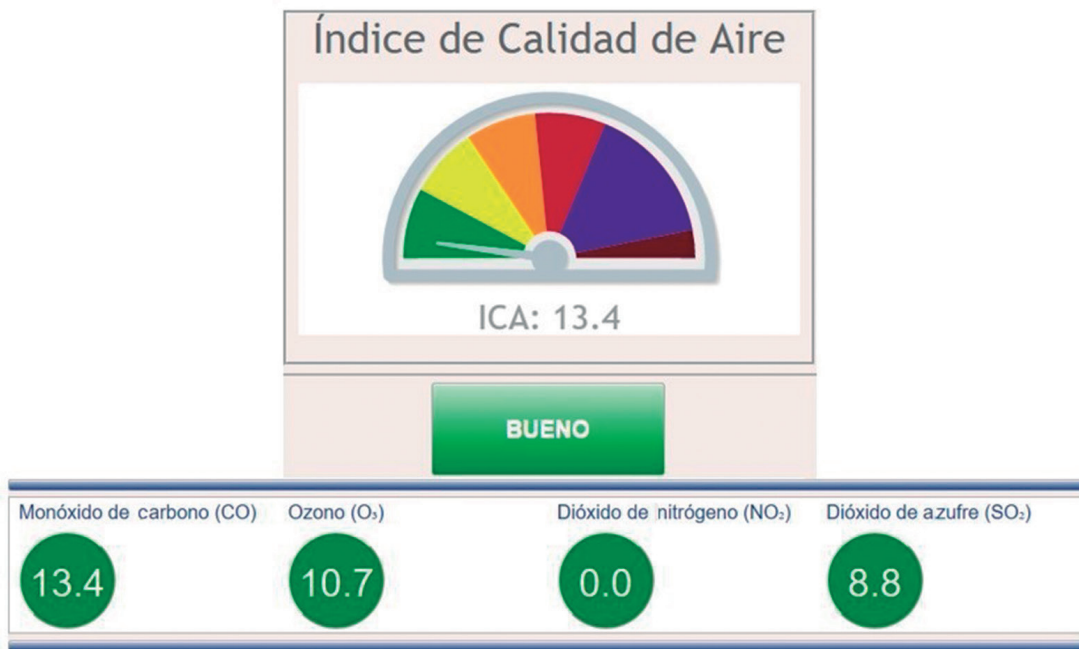 Índice de Calidad de Aire
ICA: 13.4
BUENO
Monóxido de carbono (CO) Ozono (O₃) Dióxido de nitrógeno (NO₂) Dióxido de azufre (SO₂)
13.4 10.7 0.0 8.8